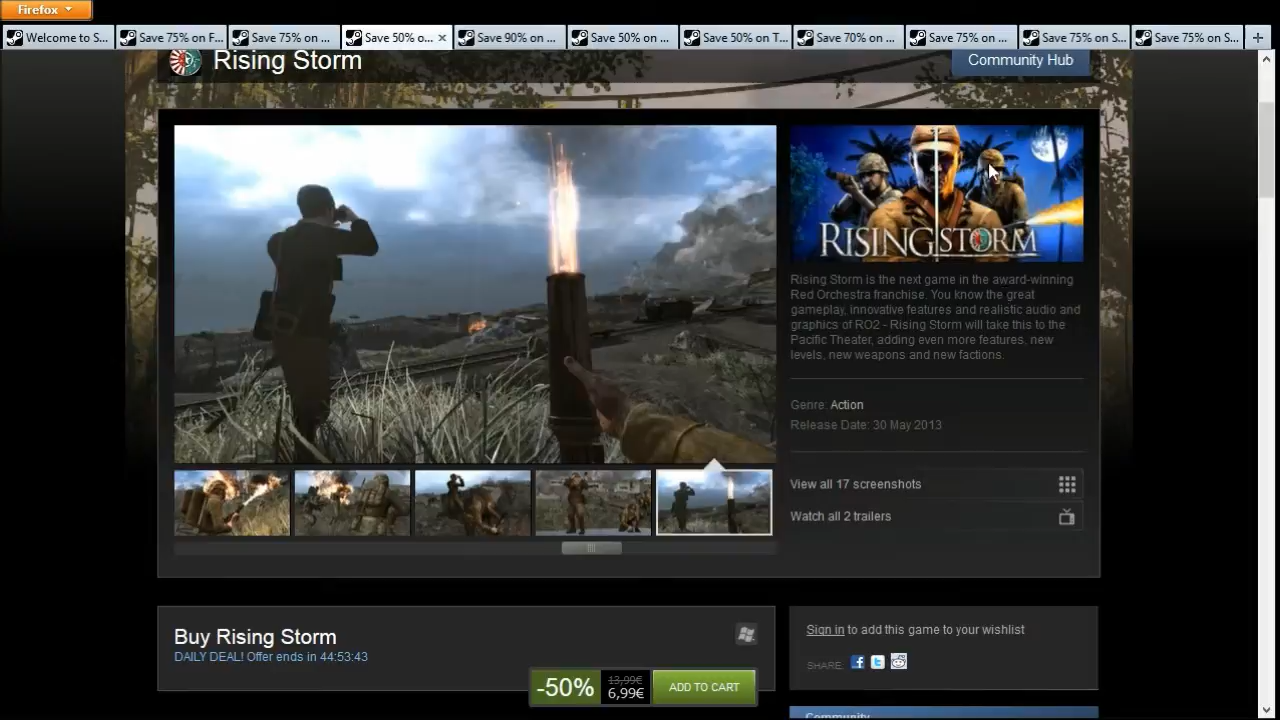 Firefox
Welcome to S...
Save 75% on F...
Save 75% on ...
Save 50% o...
Save 90% on ...
Save 50% on ...
Save 50% on T...
Save 70% on ...
Save 75% on ...
Save 75% on S...
Save 75% on S...
Rising Storm
Community Hub
RISING STORM
Rising Storm is the next game in the award-winning
Red Orchestra franchise. You know the great
gameplay, innovative features and realistic audio and
graphics of RO2 - Rising Storm will take this to the
Pacific Theater, adding even more features, new
levels, new weapons and new factions.
Genre: Action
Release Date: 30 May 2013
View all 17 screenshots
Watch all 2 trailers
Buy Rising Storm
DAILY DEAL! Offer ends in 44:53:43
-50%
13,99€
6,99€
ADD TO CART
Sign in to add this game to your wishlist
SHARE:
Community